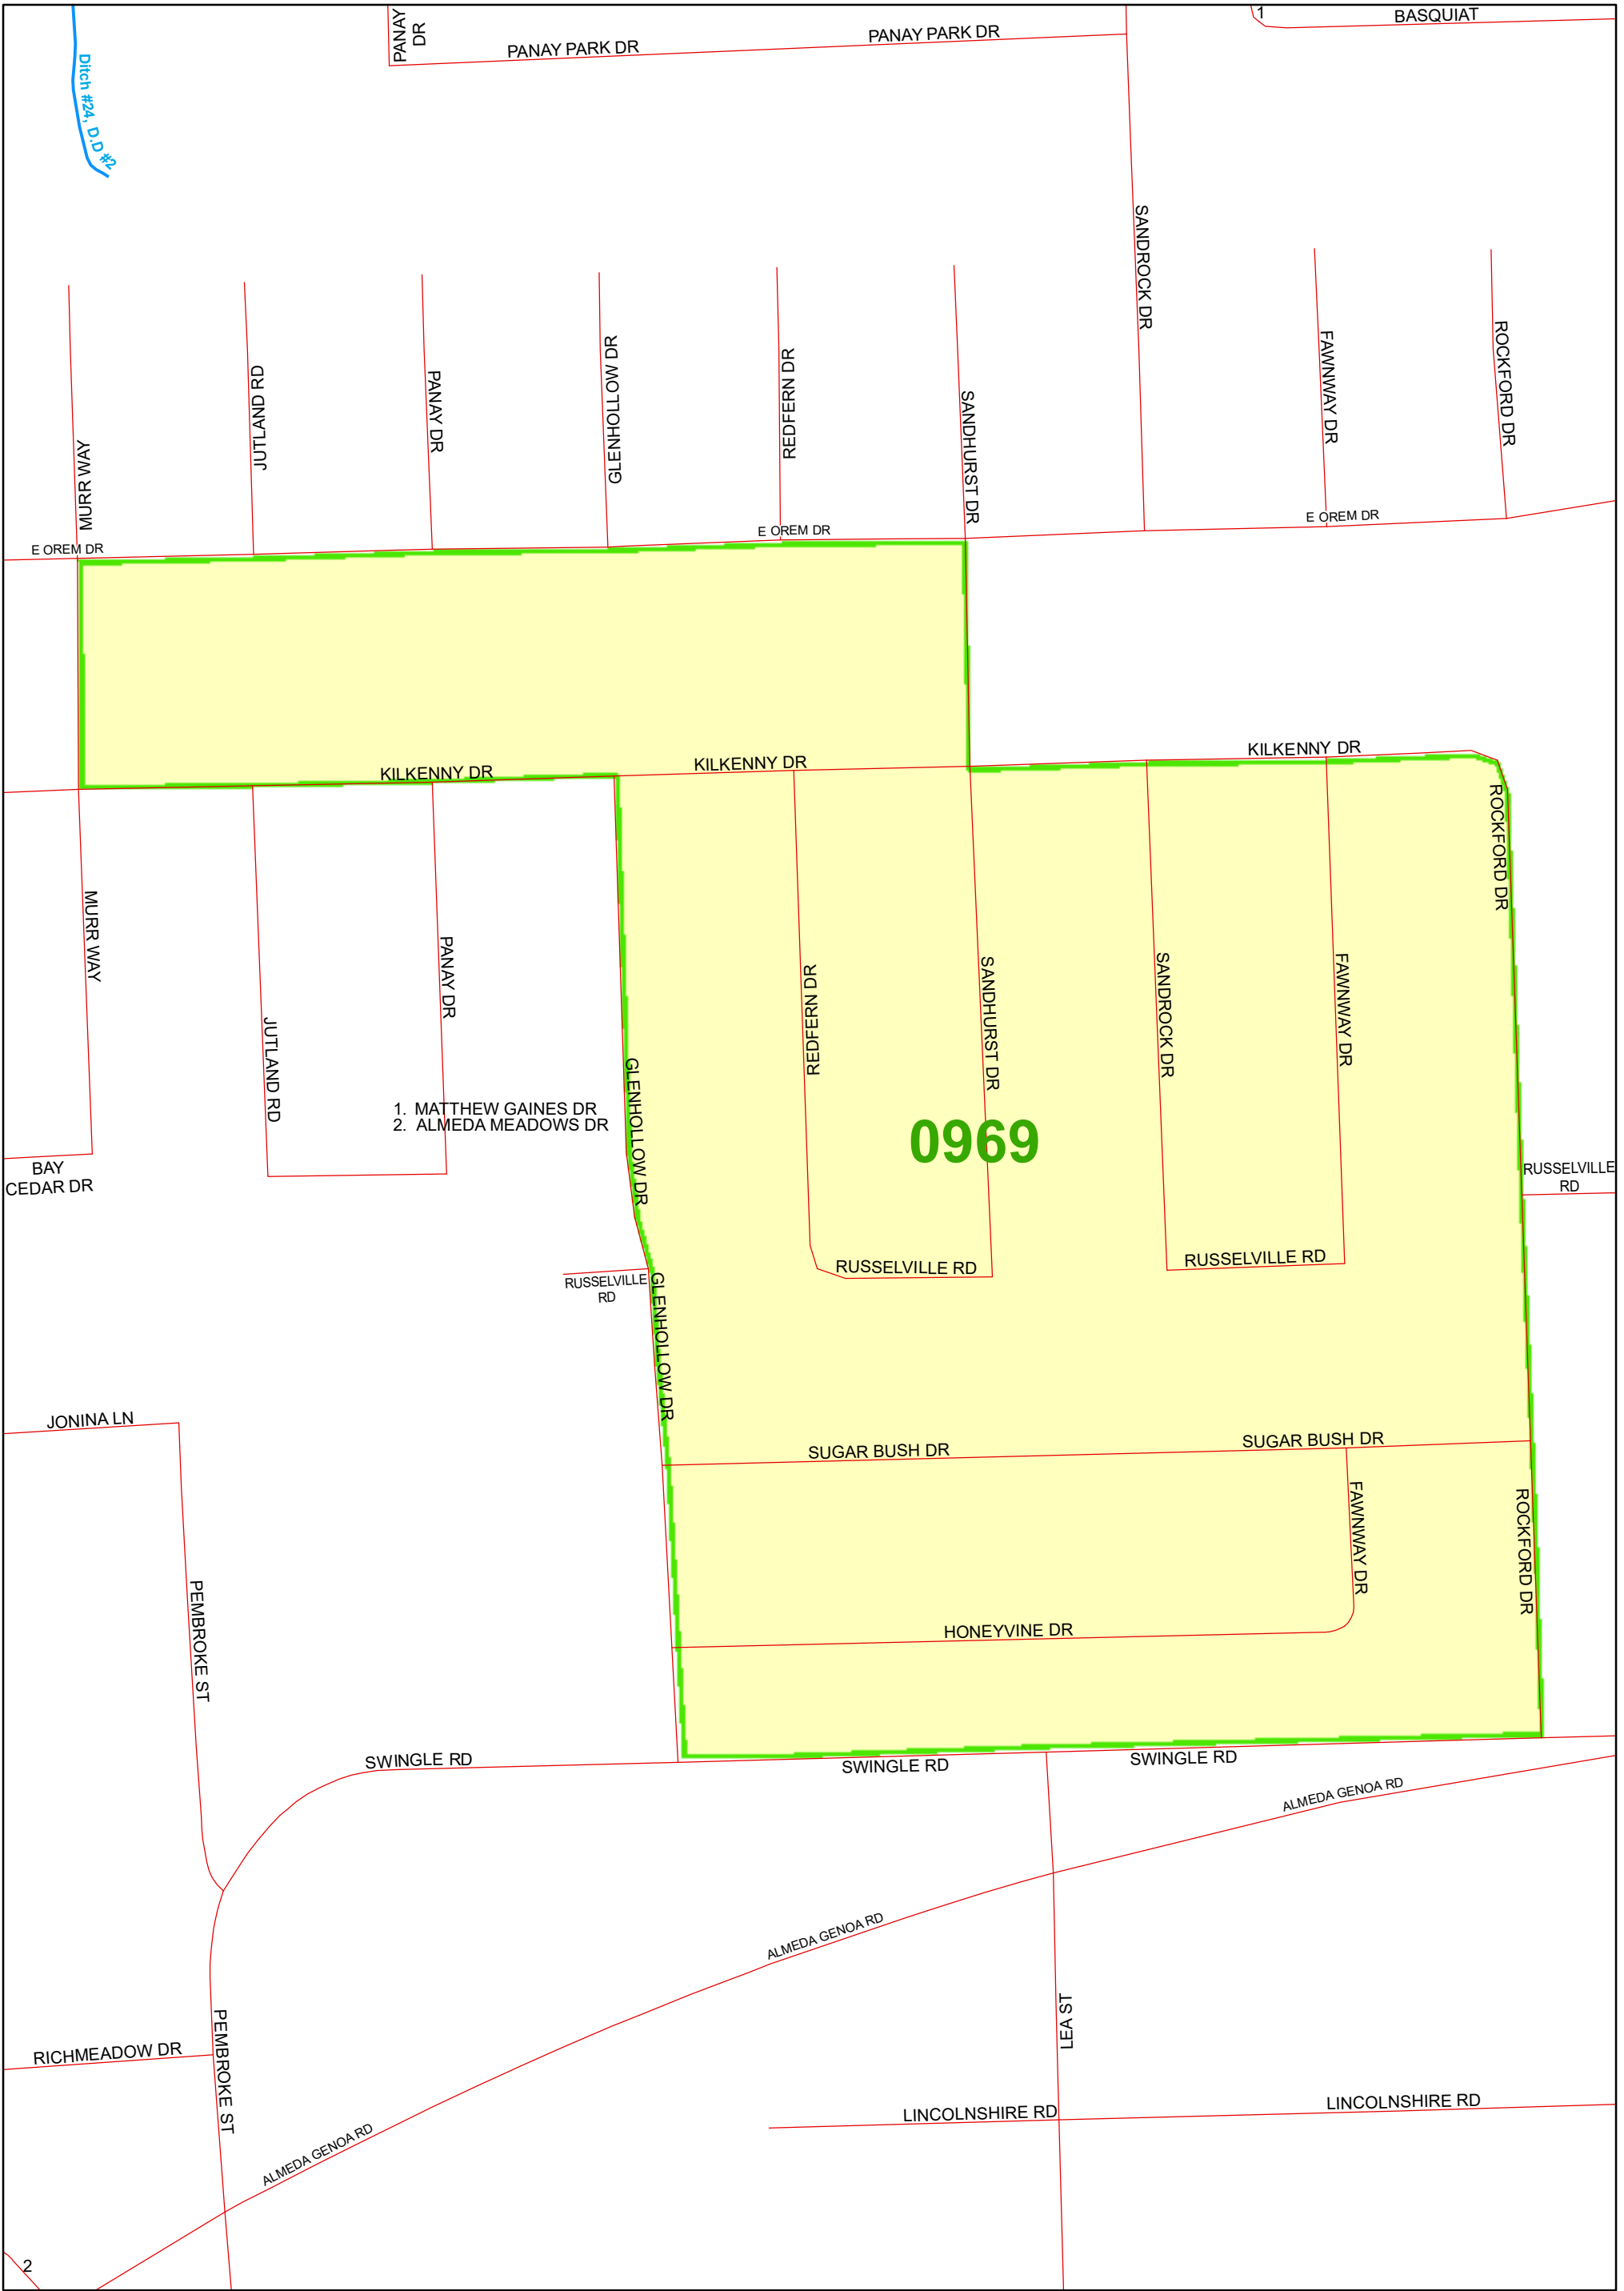 PANAY
DR
PANAY PARK DR
PANAY PARK DR
1
BASQUIAT
Ditch #24, D.D #2
SANDROCK DR
MURR WAY
JUTLAND RD
PANAY DR
GLENHOLLOW DR
REDFERN DR
SANDHURST DR
FAWNWAY DR
ROCKFORD DR
E OREM DR
E OREM DR
E OREM DR
KILKENNY DR
KILKENNY DR
KILKENNY DR
ROCKFORD DR
MURR WAY
PANAY DR
JUTLAND RD
REDFERN DR
SANDHURST DR
SANDROCK DR
FAWNWAY DR
1. MATTHEW GAINES DR
2. ALMEDA MEADOWS DR
GLENHOLLOW DR
0969
BAY
CEDAR DR
RUSSELVILLE
RD
RUSSELVILLE RD
RUSSELVILLE RD
RUSSELVILLE
RD
GLENHOLLOW DR
JONINA LN
SUGAR BUSH DR
SUGAR BUSH DR
FAWNWAY DR
ROCKFORD DR
PEMBROKE ST
HONEYVINE DR
SWINGLE RD
SWINGLE RD
SWINGLE RD
ALMEDA GENOA RD
ALMEDA GENOA RD
LEA ST
RICHMEADOW DR
PEMBROKE ST
LINCOLNSHIRE RD
LINCOLNSHIRE RD
ALMEDA GENOA RD
2